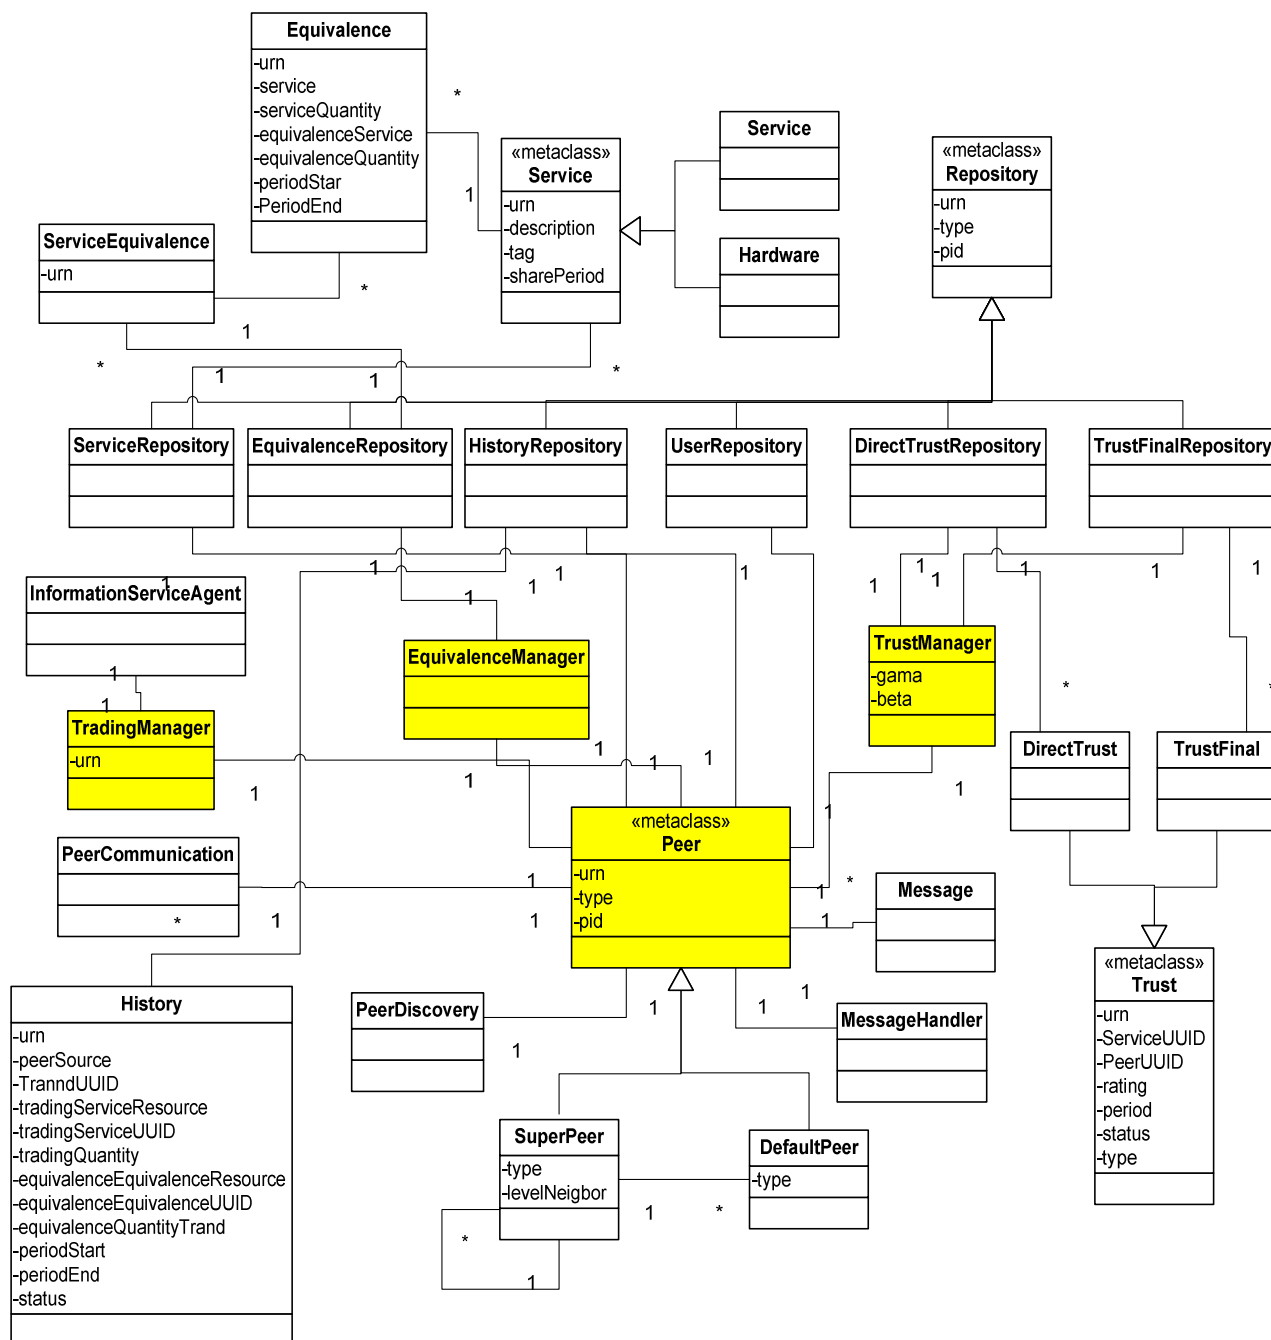 Equivalence
-urn
-service
-serviceQuantity
-equivalenceService
-equivalenceQuantity
-periodStar
-PeriodEnd
*
1
«metaclass»
Service
-urn
-description
-tag
-sharePeriod
Service
Hardware
«metaclass»
Repository
-urn
-type
-pid
ServiceEquivalence
-urn
*
1
*
1
1
*
ServiceRepository
EquivalenceRepository
HistoryRepository
UserRepository
DirectTrustRepository
TrustFinalRepository
1
1
1
1
1
1
1
1
1
1
1
1
InformationServiceAgent
1
1
TradingManager
-urn
EquivalenceManager
TrustManager
-gama
-beta
*
*
DirectTrust
TrustFinal
1
1
1
1
1
1
1
«metaclass»
Peer
-urn
-type
-pid
PeerCommunication
*
1
1
1
1
*
1
Message
History
-urn
-peerSource
-TranndUUID
-tradingServiceResource
-tradingServiceUUID
-tradingQuantity
-equivalenceEquivalenceResource
-equivalenceEquivalenceUUID
-equivalenceQuantityTrand
-periodStart
-periodEnd
-status
PeerDiscovery
1
1
1
1
MessageHandler
«metaclass»
Trust
-urn
-ServiceUUID
-PeerUUID
-rating
-period
-status
-type
SuperPeer
-type
-levelNeigbor
DefaultPeer
-type
1
*
*
1